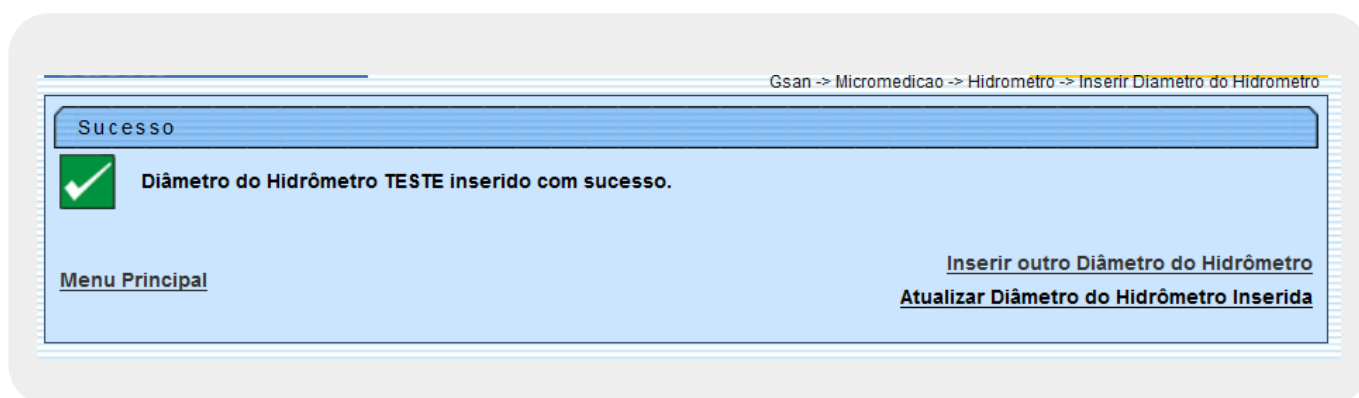 Gsan -> Micromedicao -> Hidrometro -> Inserir Diametro do Hidrometro
Sucesso
Diâmetro do Hidrômetro TESTE inserido com sucesso.
Inserir outro Diâmetro do Hidrômetro
Menu Principal
Atualizar Diâmetro do Hidrômetro Inserida